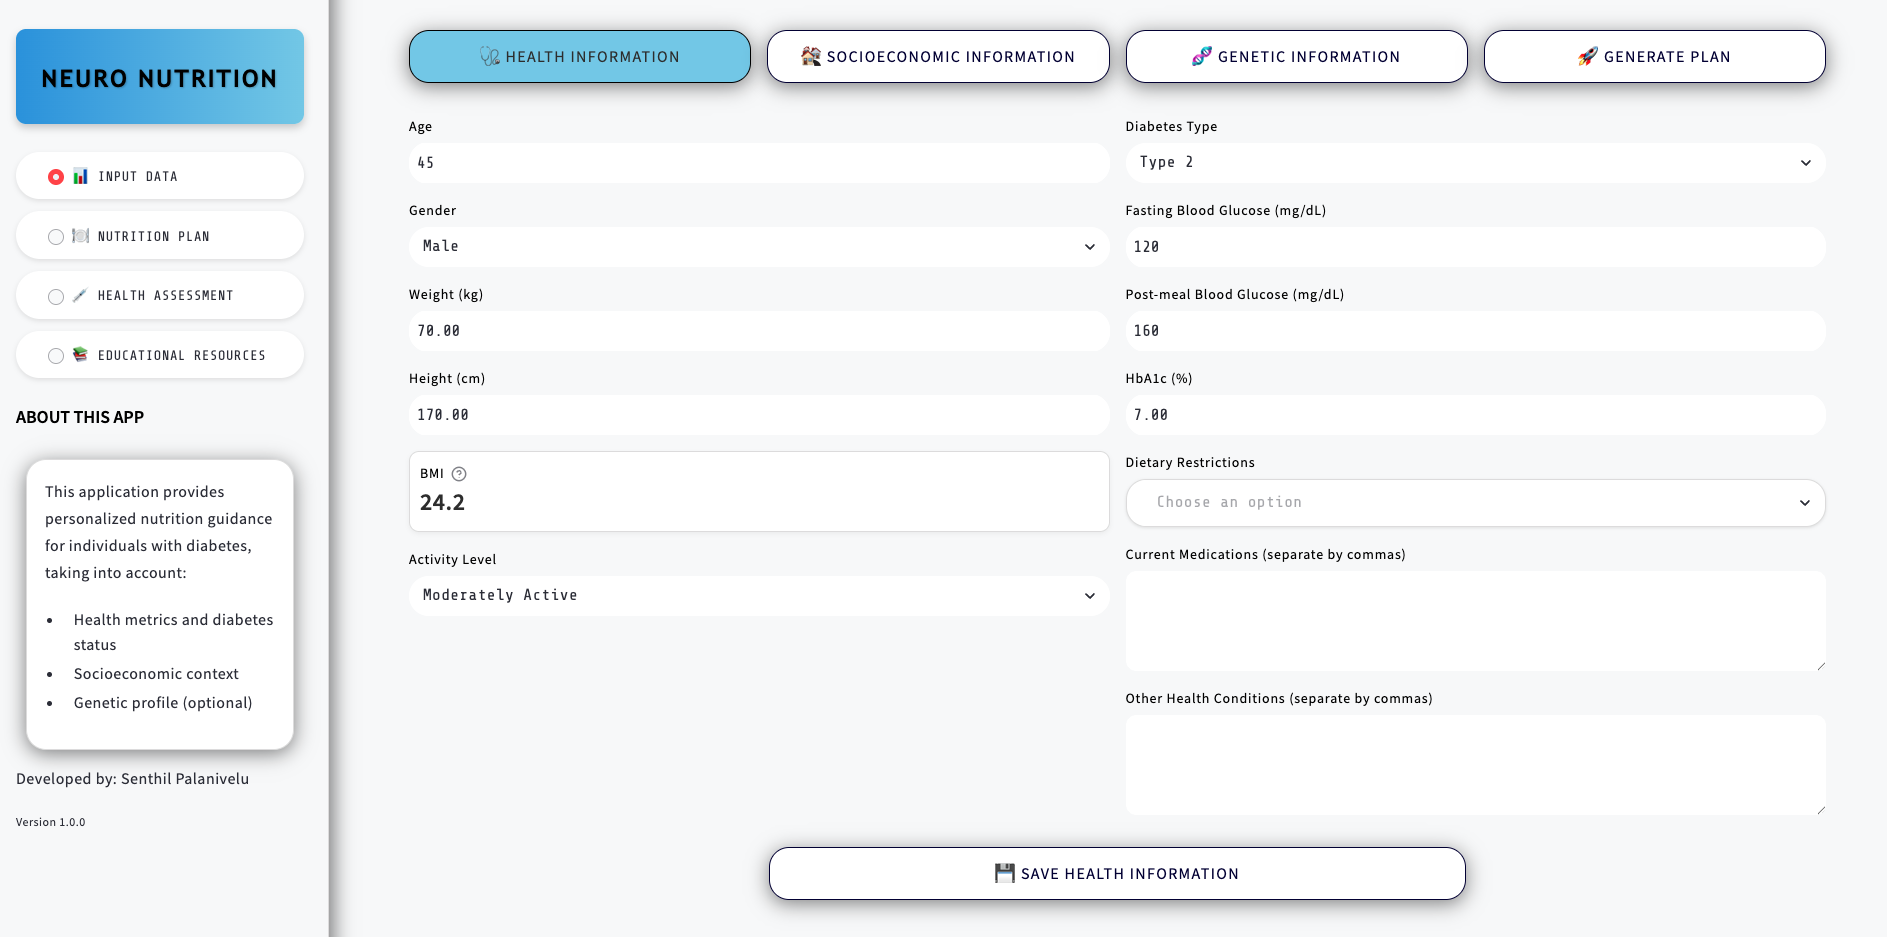 NEURO NUTRITION
INPUT DATA
NUTRITION PLAN
HEALTH ASSESSMENT
EDUCATIONAL RESOURCES
ABOUT THIS APP
This application provides
personalized nutrition guidance
for individuals with diabetes,
taking into account:
• Health metrics and diabetes
status
• Socioeconomic context
• Genetic profile (optional)
Developed by: Senthil Palanivelu
Version 1.0.0
HEALTH INFORMATION
SOCIOECONOMIC INFORMATION
GENETIC INFORMATION
GENERATE PLAN
Age
45
Gender
Male
Weight (kg)
70.00
Height (cm)
170.00
BMI
24.2
Activity Level
Moderately Active
Diabetes Type
Type 2
Fasting Blood Glucose (mg/dL)
120
Post-meal Blood Glucose (mg/dL)
160
HbA1c (%)
7.00
Dietary Restrictions
Choose an option
Current Medications (separate by commas)
Other Health Conditions (separate by commas)
SAVE HEALTH INFORMATION